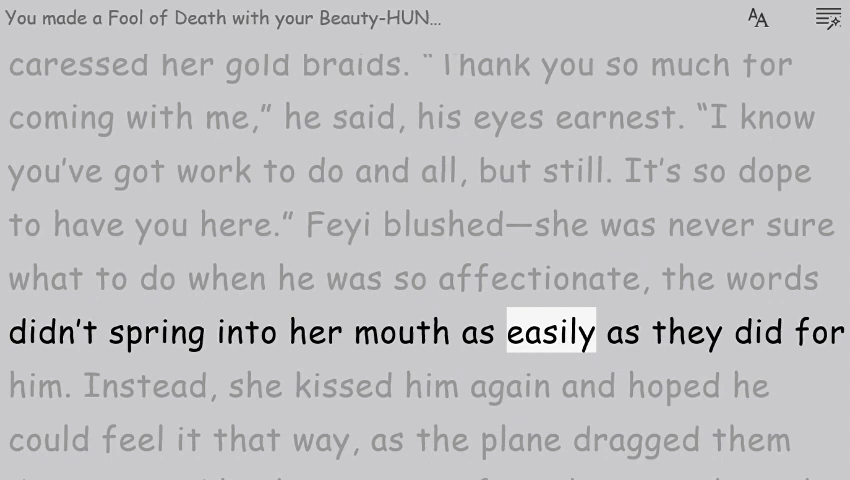 You made a Fool of Death with your Beauty-HUN...
caressed her gold braids. “Thank you so much for
coming with me,” he said, his eyes earnest. “I know
you’ve got work to do and all, but still. It’s so dope
to have you here.” Feyi blushed—she was never sure
what to do when he was so affectionate, the words
didn’t spring into her mouth as easily as they did for
him. Instead, she kissed him again and hoped he
could feel it that way, as the plane dragged them